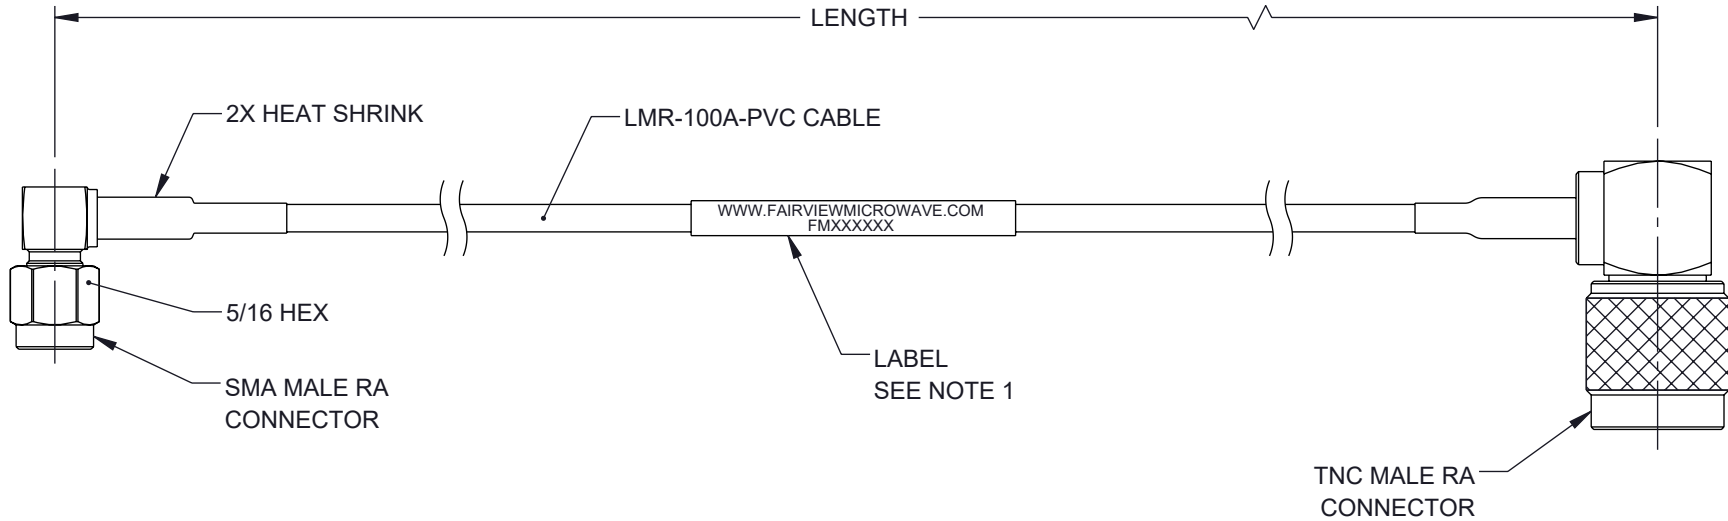 LENGTH
2X HEAT SHRINK
LMR-100A-PVC CABLE
WWW.FAIRVIEWMICROWAVE.COM
FMXXXXXX
5/16 HEX
LABEL
SEE NOTE 1
SMA MALE RA
CONNECTOR
TNC MALE RA
CONNECTOR